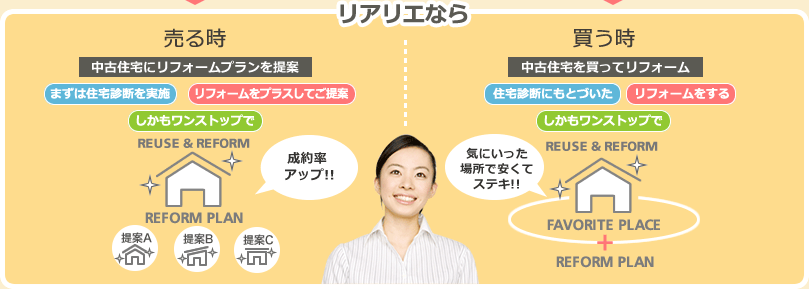 リアリエなら
売る時
中古住宅にリフォームプランを提案
まずは住宅診断を実施
リフォームをプラスしてご提案
しかもワンストップで
REUSE & REFORM
REFORM PLAN
提案A
提案B
提案C
成約率
アップ!!
買う時
中古住宅を買ってリフォーム
住宅診断にもとづいた
リフォームをする
しかもワンストップで
気にいった
場所で安くて
ステキ!!
REUSE & REFORM
FAVORITE PLACE
+
REFORM PLAN